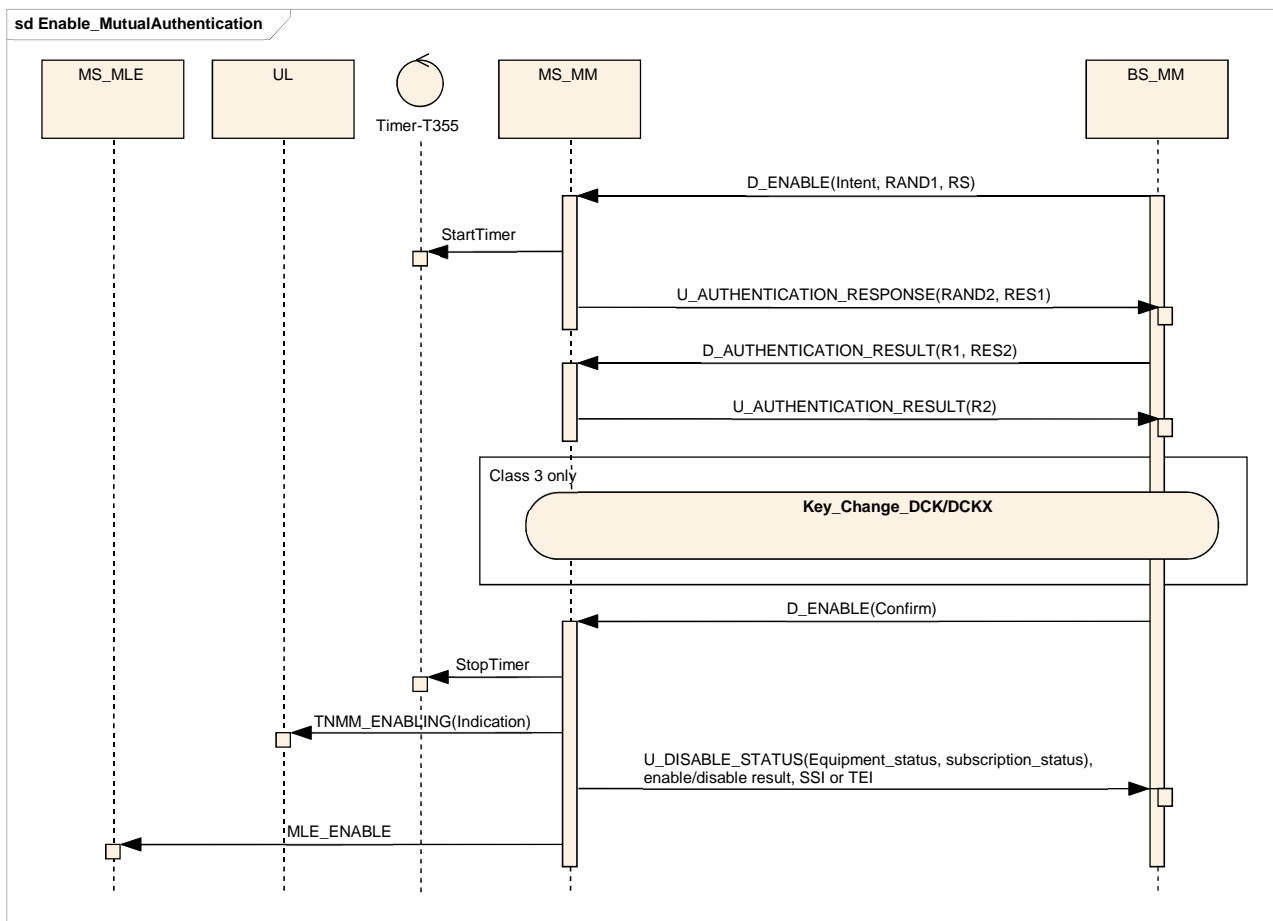 sd Enable_MutualAuthentication
MS_MLE
UL
Timer-T355
MS_MM
BS_MM
D_ENABLE(Intent, RAND1, RS)
StartTimer
U_AUTHENTICATION_RESPONSE(RAND2, RES1)
D_AUTHENTICATION_RESULT(R1, RES2)
U_AUTHENTICATION_RESULT(R2)
Class 3 only
Key_Change_DCK/DCKX
D_ENABLE(Confirm)
StopTimer
TNMM_ENABLING(Indication)
U_DISABLE_STATUS(Equipment_status, subscription_status),
enable/disable result, SSI or TEI
MLE_ENABLE